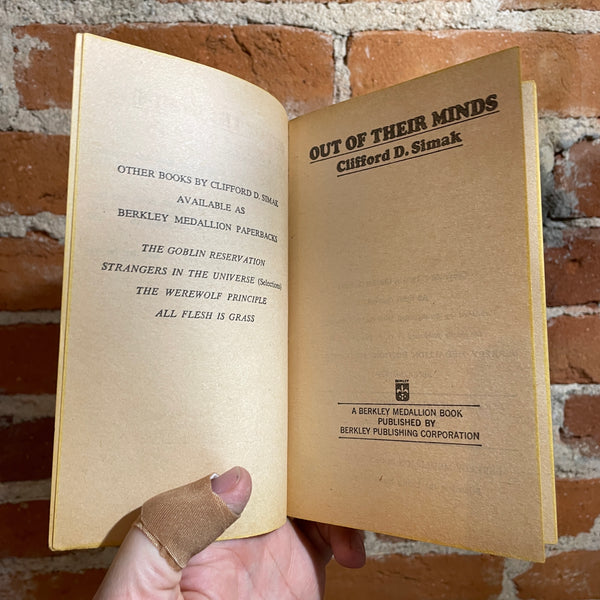 OTHER BOOKS BY CLIFFORD D. SIMAK
AVAILABLE AS
BERKLEY MEDALLION PAPERBACKS
THE GOBLIN RESERVATION
STRANGERS IN THE UNIVERSE (Selections)
THE WEREWOLF PRINCIPLE
ALL FLESH IS GRASS
OUT OF THEIR MINDS
Clifford D. Simak
BERKLEY
A BERKLEY MEDALLION BOOK
PUBLISHED BY
BERKLEY PUBLISHING CORPORATION